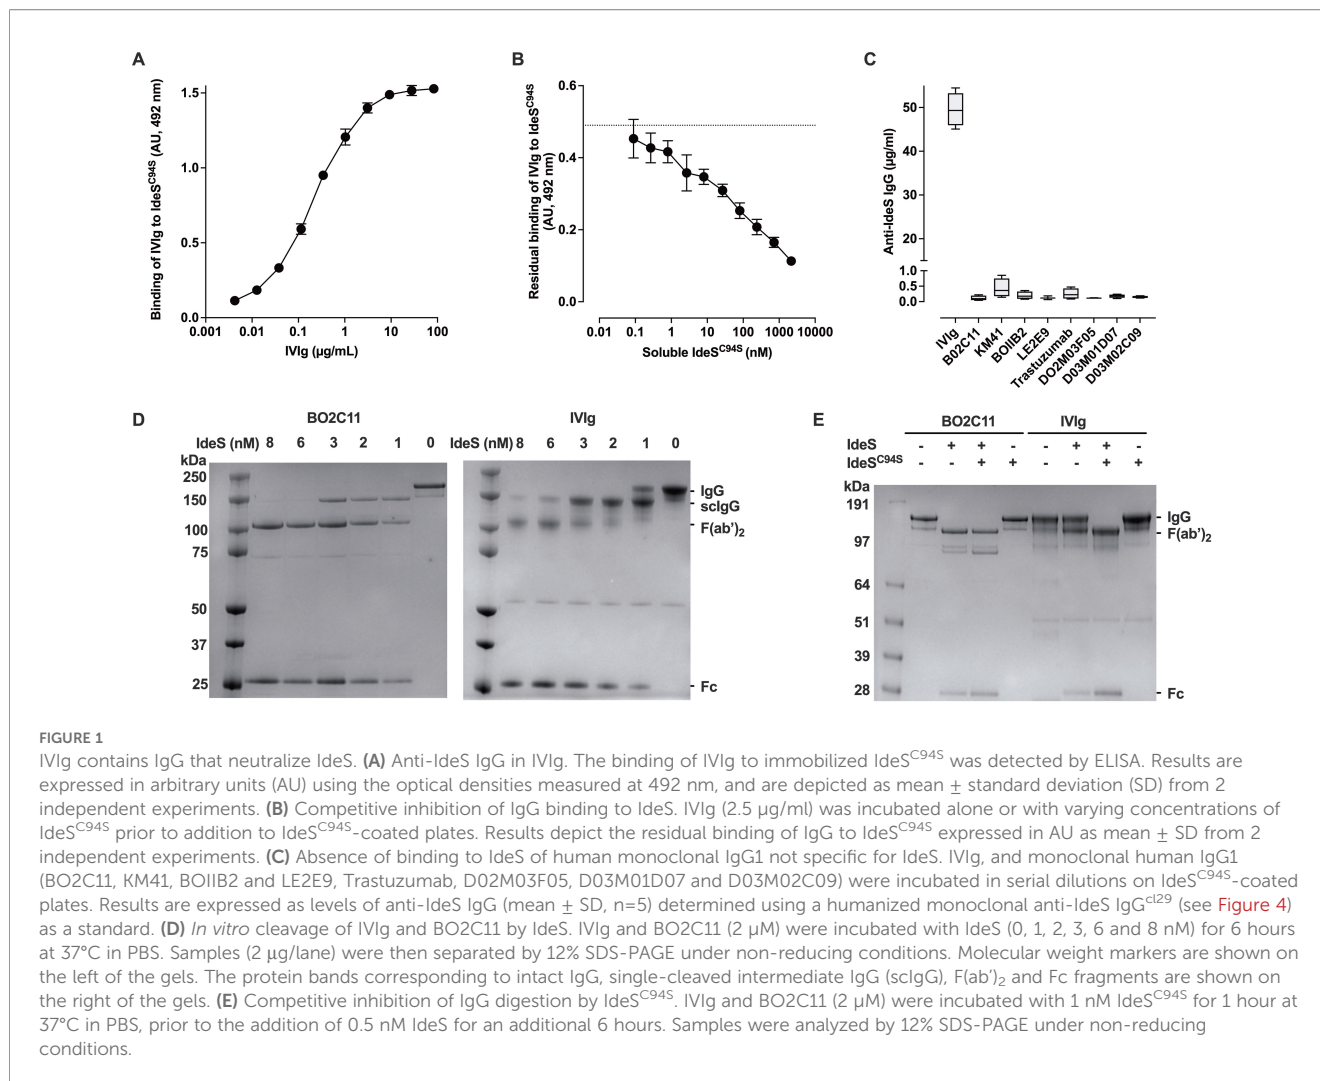 A
Binding of IVIg to IdeS^C94S
(AU, 492 nm)
1.5
1.0
0.5
0.0
0.001 0.01 0.1 1 10 100
IVIg (µg/mL)
B
Residual binding of IVIg to IdeS^C94S
(AU, 492 nm)
0.6
0.4
0.2
0.0
0.01 0.1 1 10 100 1000 10000
Soluble IdeS^C94S (nM)
C
Anti-IdeS IgG (µg/ml)
50
40
30
20
1.0
0.5
0.0
IVIg
B02C11
KM41
BOIIB2
LE2E9
Trastuzumab
DO2M03F05
D03M01D07
D03M02C09
D
BO2C11
IdeS (nM) 8 6 3 2 1 0
kDa
250
150
100
75
50
37
25
IVIg
IdeS (nM) 8 6 3 2 1 0
IgG
scIgG
F(ab')2
Fc
E
BO2C11 IVIg
IdeS - + + - - + + -
IdeS^C94S - - + + - - + +
kDa
191
97
64
51
39
28
IgG
F(ab')2
Fc
FIGURE 1
IVIg contains IgG that neutralize IdeS. (A) Anti-IdeS IgG in IVIg. The binding of IVIg to immobilized IdeS^C94S was detected by ELISA. Results are
expressed in arbitrary units (AU) using the optical densities measured at 492 nm, and are depicted as mean ± standard deviation (SD) from 2
independent experiments. (B) Competitive inhibition of IgG binding to IdeS. IVIg (2.5 µg/ml) was incubated alone or with varying concentrations of
IdeS^C94S prior to addition to IdeS^C94S-coated plates. Results depict the residual binding of IgG to IdeS^C94S expressed in AU as mean ± SD from 2
independent experiments. (C) Absence of binding to IdeS of human monoclonal IgG1 not specific for IdeS. IVIg, and monoclonal human IgG1
(BO2C11, KM41, BOIIB2 and LE2E9, Trastuzumab, D02M03F05, D03M01D07 and D03M02C09) were incubated in serial dilutions on IdeS^C94S-coated
plates. Results are expressed as levels of anti-IdeS IgG (mean ± SD, n=5) determined using a humanized monoclonal anti-IdeS IgG^cl29 (see Figure 4)
as a standard. (D) In vitro cleavage of IVIg and BO2C11 by IdeS. IVIg and BO2C11 (2 µM) were incubated with IdeS (0, 1, 2, 3, 6 and 8 nM) for 6 hours
at 37°C in PBS. Samples (2 µg/lane) were then separated by 12% SDS-PAGE under non-reducing conditions. Molecular weight markers are shown on
the left of the gels. The protein bands corresponding to intact IgG, single-cleaved intermediate IgG (scIgG), F(ab')2 and Fc fragments are shown on
the right of the gels. (E) Competitive inhibition of IgG digestion by IdeS^C94S. IVIg and BO2C11 (2 µM) were incubated with 1 nM IdeS^C94S for 1 hour at
37°C in PBS, prior to the addition of 0.5 nM IdeS for an additional 6 hours. Samples were analyzed by 12% SDS-PAGE under non-reducing
conditions.